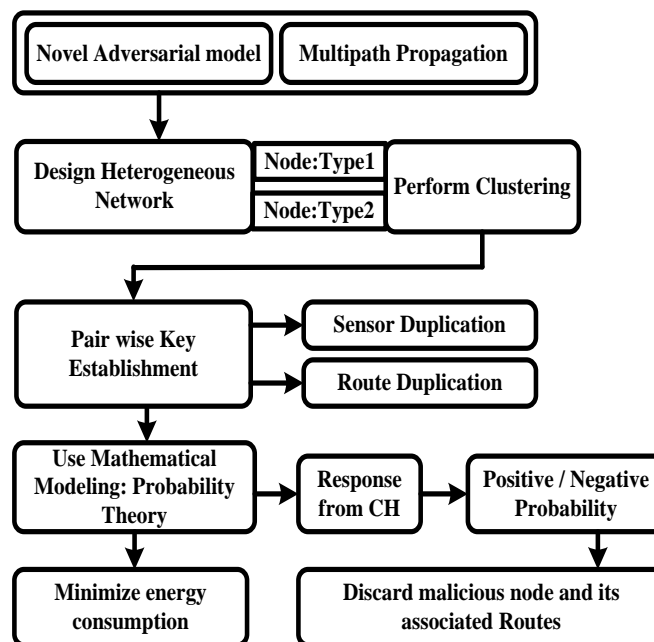 Novel Adversarial model
Multipath Propagation
Design Heterogeneous
Network
Node:Type1
Node:Type2
Perform Clustering
Pair wise Key
Establishment
Sensor Duplication
Route Duplication
Use Mathematical
Modeling: Probability
Theory
Response
from CH
Positive / Negative
Probability
Minimize energy
consumption
Discard malicious node and its
associated Routes